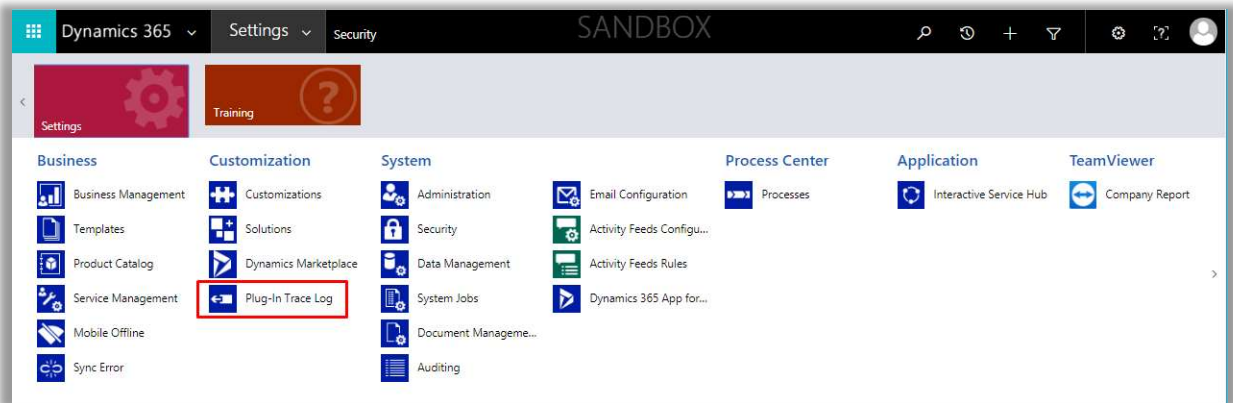 Dynamics 365 Settings Security SANDBOX
Settings
Training
Business
Business Management
Templates
Product Catalog
Service Management
Mobile Offline
Sync Error
Customization
Customizations
Solutions
Dynamics Marketplace
Plug-In Trace Log
System
Administration
Security
Data Management
System Jobs
Document Manageme...
Auditing
Email Configuration
Activity Feeds Configu...
Activity Feeds Rules
Dynamics 365 App for...
Process Center
Processes
Application
Interactive Service Hub
TeamViewer
Company Report